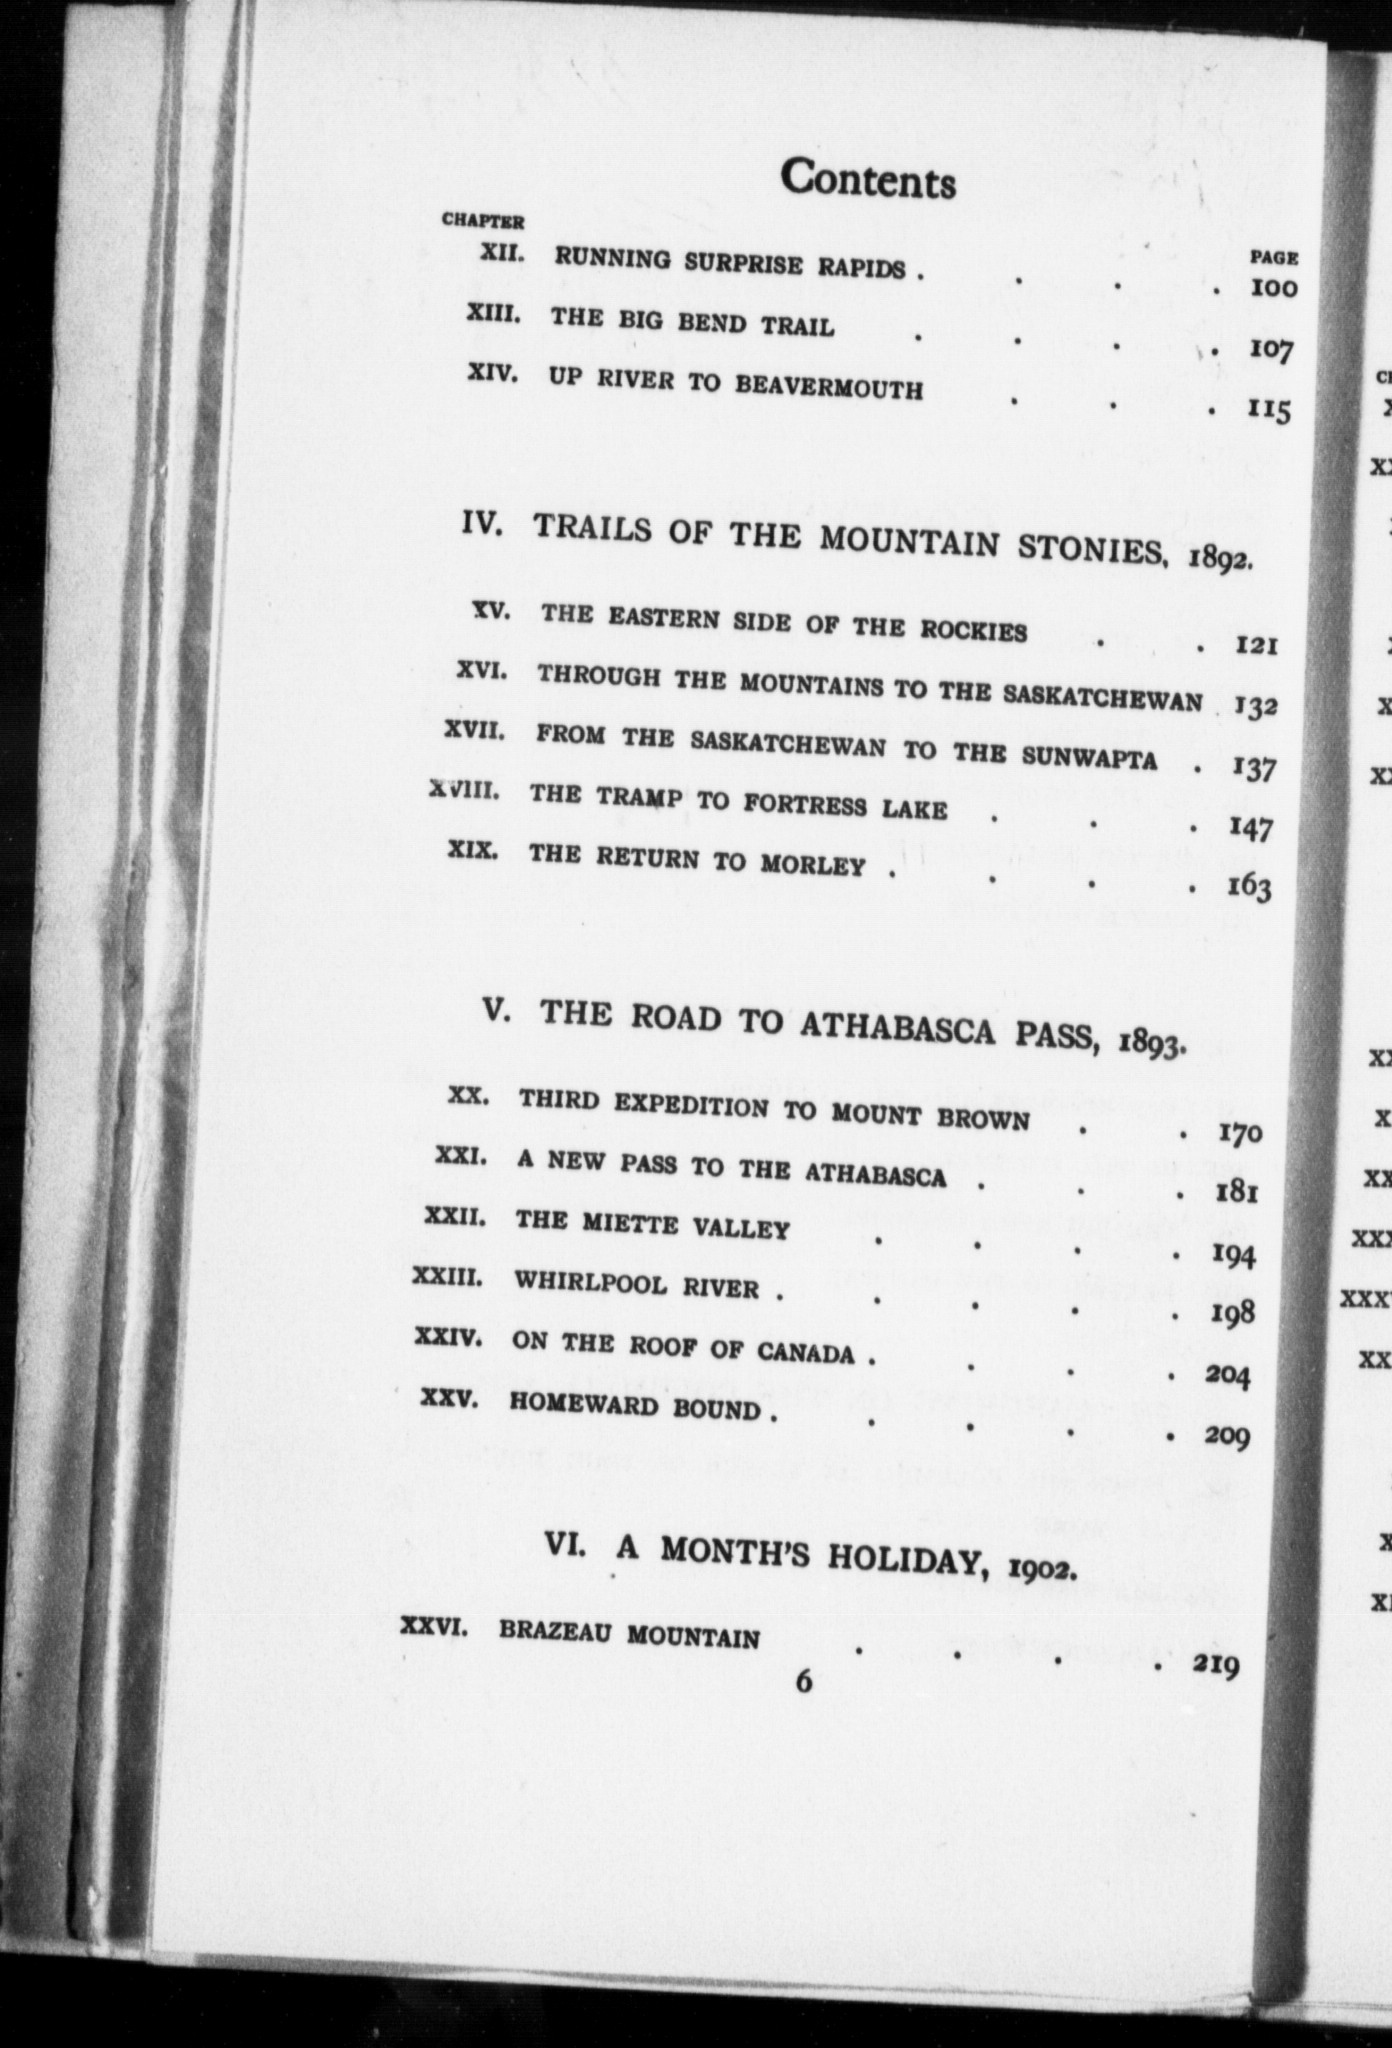 Contents
CHAPTER PAGE
XII. RUNNING SURPRISE RAPIDS . . . . 100
XIII. THE BIG BEND TRAIL . . . . 107
XIV. UP RIVER TO BEAVERMOUTH . . . 115
IV. TRAILS OF THE MOUNTAIN STONIES, 1892.
XV. THE EASTERN SIDE OF THE ROCKIES . . 121
XVI. THROUGH THE MOUNTAINS TO THE SASKATCHEWAN . 132
XVII. FROM THE SASKATCHEWAN TO THE SUNWAPTA . 137
XVIII. THE TRAMP TO FORTRESS LAKE . . . 147
XIX. THE RETURN TO MORLEY . . . . 163
V. THE ROAD TO ATHABASCA PASS, 1893.
XX. THIRD EXPEDITION TO MOUNT BROWN . . 170
XXI. A NEW PASS TO THE ATHABASCA . . . 181
XXII. THE MIETTE VALLEY . . . . 194
XXIII. WHIRLPOOL RIVER . . . . . 198
XXIV. ON THE ROOF OF CANADA . . . . 204
XXV. HOMEWARD BOUND . . . . . 209
VI. A MONTH'S HOLIDAY, 1902.
XXVI. BRAZEAU MOUNTAIN . . . . 219
6